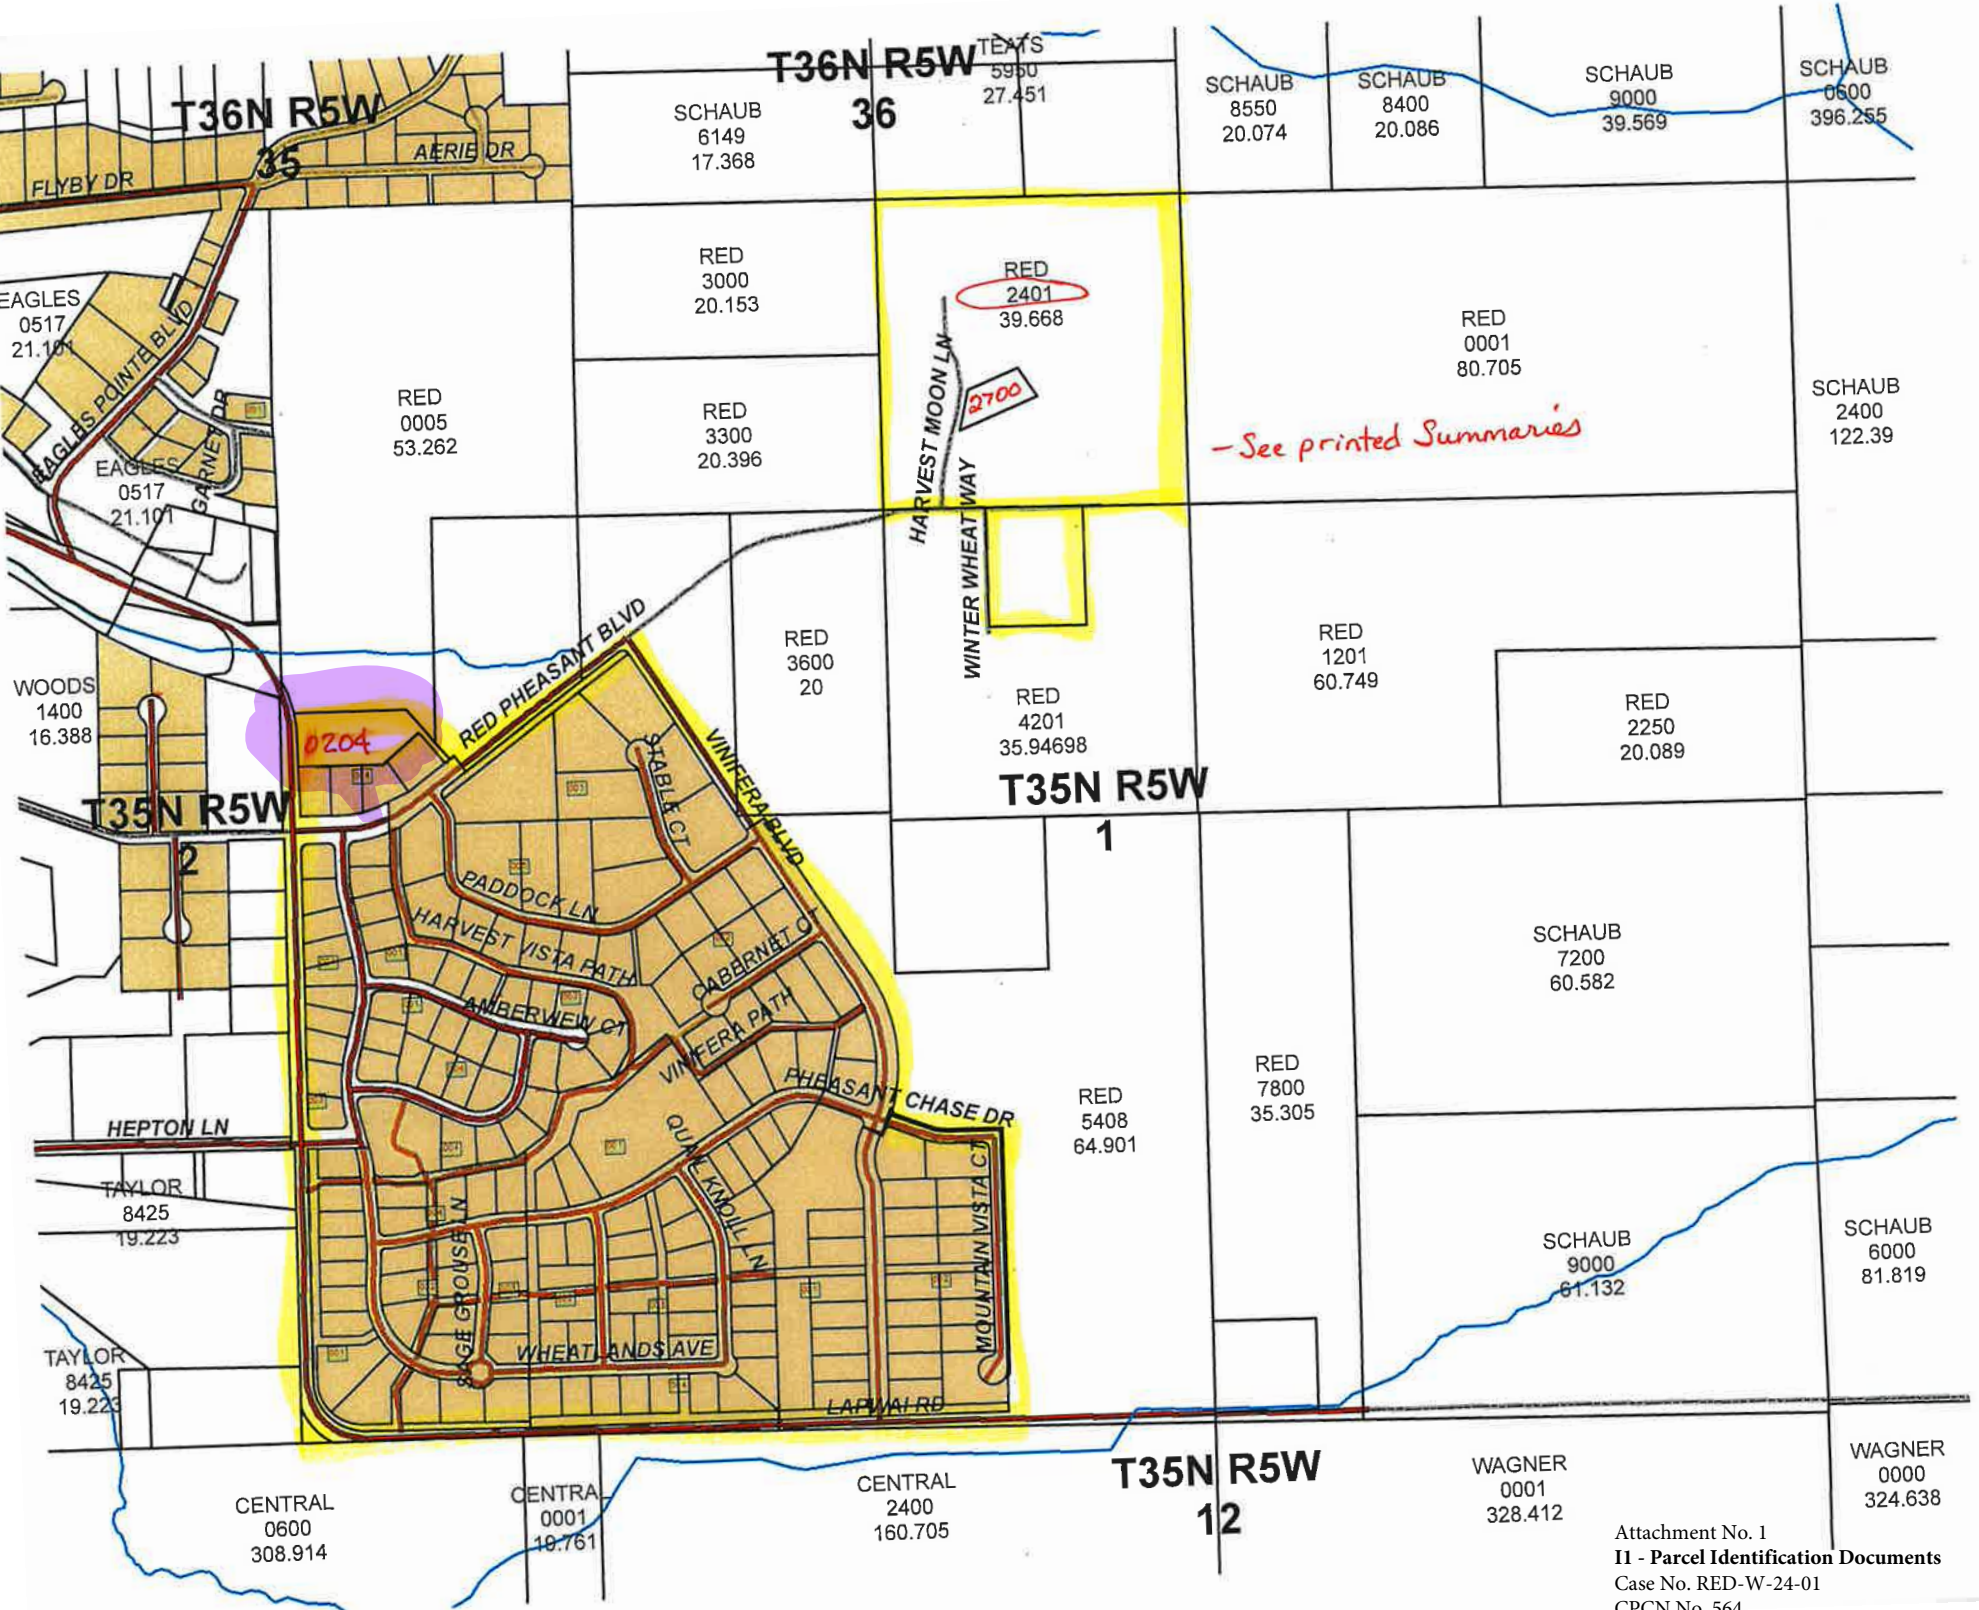 T36N R5W
36
TEATS
5950
27.451
SCHAUB
6149
17.368
SCHAUB
8550
20.074
SCHAUB
8400
20.086
SCHAUB
9000
39.569
SCHAUB
0600
396.255
T36N R5W
35
AERIE DR
FLYBY DR
EAGLES
0517
21.101
EAGLES POINTE BLVD
GARNET DR
EAGLES
0517
21.101
RED
0005
53.262
RED
3000
20.153
RED
3300
20.396
RED
2401
39.668
2700
HARVEST MOON LN
WINTER WHEAT WAY
RED
0001
80.705
- See printed Summaries
SCHAUB
2400
122.39
WOODS
1400
16.388
0204
RED PHEASANT BLVD
RED
3600
20
RED
4201
35.94698
RED
1201
60.749
RED
2250
20.089
T35N R5W
2
T35N R5W
1
STABLE CT
VINIFERA BLVD
PADDOCK LN
HARVEST VISTA PATH
CABERNET CT
AMBERVIEW CT
VINIFERA PATH
PHEASANT CHASE DR
QUAIL KNOLL LN
MOUNTAIN VISTA CT
SAGE GROUSE LN
WHEATLANDS AVE
LAPWAI RD
HEPTON LN
TAYLOR
8425
19.223
TAYLOR
8425
19.223
RED
5408
64.901
RED
7800
35.305
SCHAUB
7200
60.582
SCHAUB
9000
61.132
SCHAUB
6000
81.819
CENTRAL
0600
308.914
CENTRA
0001
19.761
CENTRAL
2400
160.705
T35N R5W
12
WAGNER
0001
328.412
WAGNER
0000
324.638
Attachment No. 1
I1 - Parcel Identification Documents
Case No. RED-W-24-01
CPCN No. 564